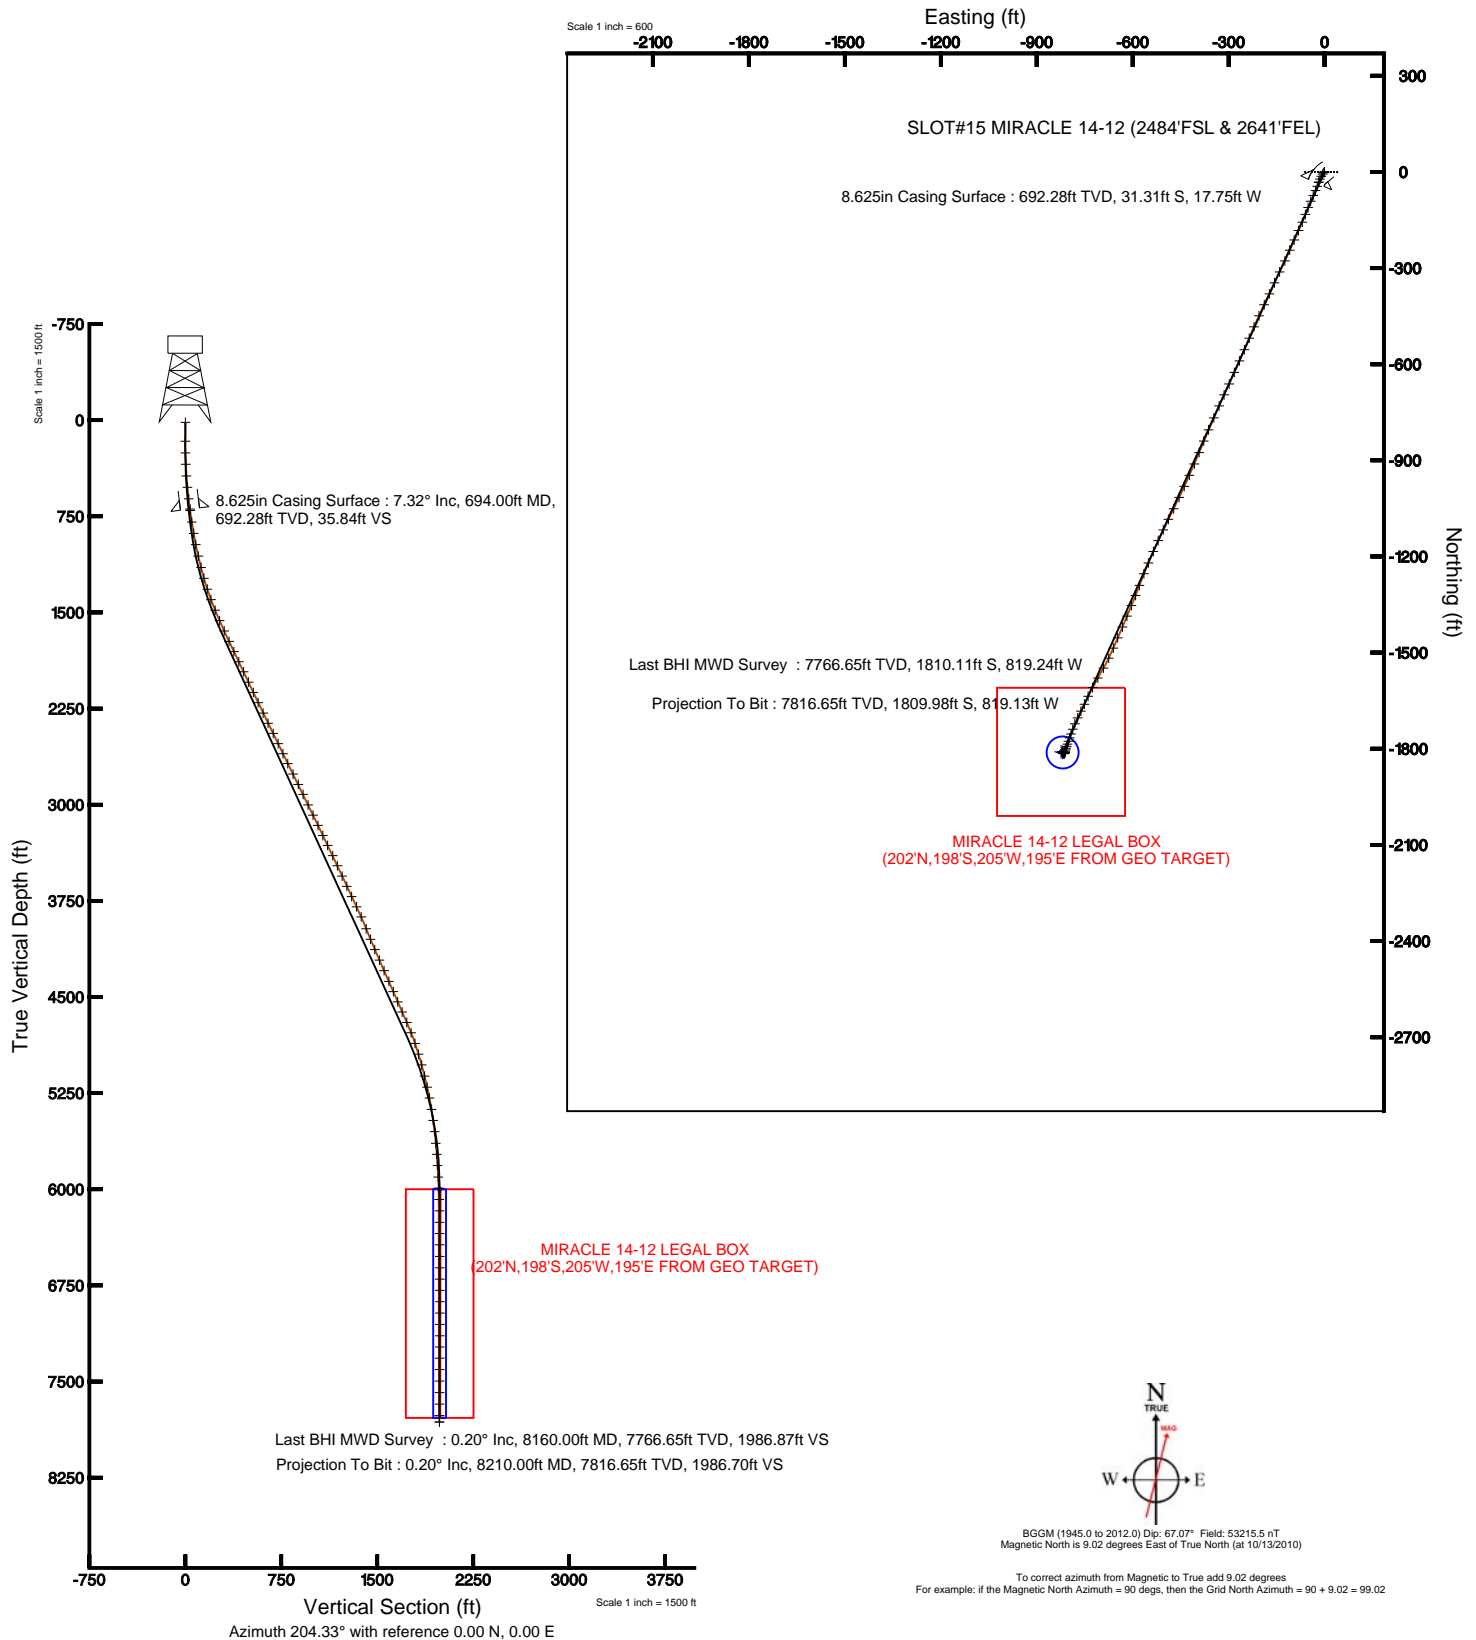 Easting (ft)
Scale 1 inch = 600
-2100 -1800 -1500 -1200 -900 -600 -300 0
300
0
-300
-600
-900
-1200
-1500
-1800
-2100
-2400
-2700
Northing (ft)
SLOT#15 MIRACLE 14-12 (2484'FSL & 2641'FEL)
8.625in Casing Surface : 692.28ft TVD, 31.31ft S, 17.75ft W
Last BHI MWD Survey : 7766.65ft TVD, 1810.11ft S, 819.24ft W
Projection To Bit : 7816.65ft TVD, 1809.98ft S, 819.13ft W
MIRACLE 14-12 LEGAL BOX
(202'N,198'S,205'W,195'E FROM GEO TARGET)
Scale 1 inch = 1500 ft
-750
0
750
1500
2250
3000
3750
4500
5250
6000
6750
7500
8250
True Vertical Depth (ft)
8.625in Casing Surface : 7.32° Inc, 694.00ft MD,
692.28ft TVD, 35.84ft VS
MIRACLE 14-12 LEGAL BOX
(202'N,198'S,205'W,195'E FROM GEO TARGET)
Last BHI MWD Survey : 0.20° Inc, 8160.00ft MD, 7766.65ft TVD, 1986.87ft VS
Projection To Bit : 0.20° Inc, 8210.00ft MD, 7816.65ft TVD, 1986.70ft VS
-750 0 750 1500 2250 3000 3750
Vertical Section (ft)
Scale 1 inch = 1500 ft
Azimuth 204.33° with reference 0.00 N, 0.00 E
N
TRUE
MAG
W E
BGGM (1945.0 to 2012.0) Dip: 67.07° Field: 53215.5 nT
Magnetic North is 9.02 degrees East of True North (at 10/13/2010)
To correct azimuth from Magnetic to True add 9.02 degrees
For example: if the Magnetic North Azimuth = 90 degs, then the Grid North Azimuth = 90 + 9.02 = 99.02